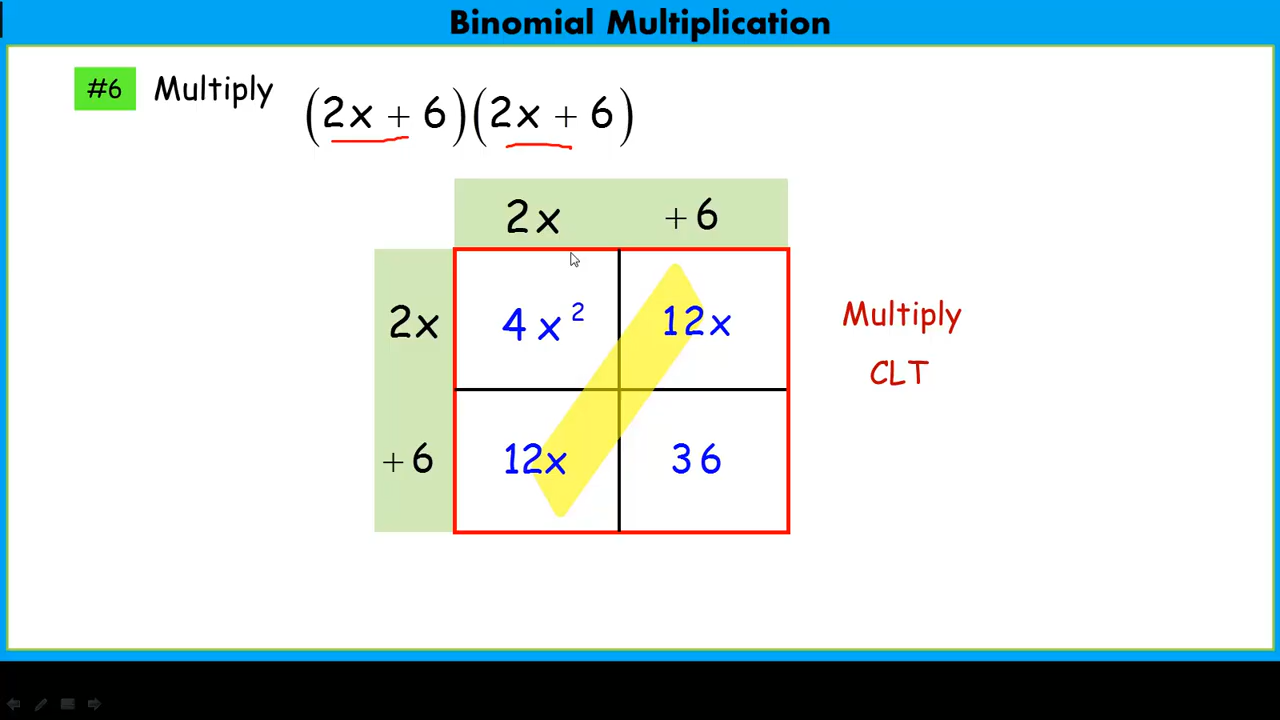 Binomial Multiplication
#6 Multiply (2x + 6)(2x + 6)
2x + 6
2x 4x² 12x
Multiply
CLT
+ 6 12x 36